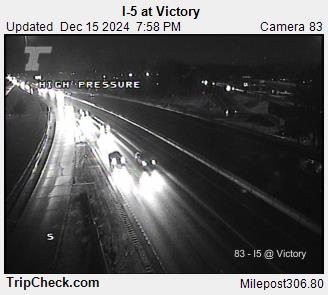 I-5 at Victory
Updated Dec 15 2024 7:58 PM Camera 83
T
HIGH PRESSURE
S
83 - I5 @ Victory
TripCheck.com Milepost306.80